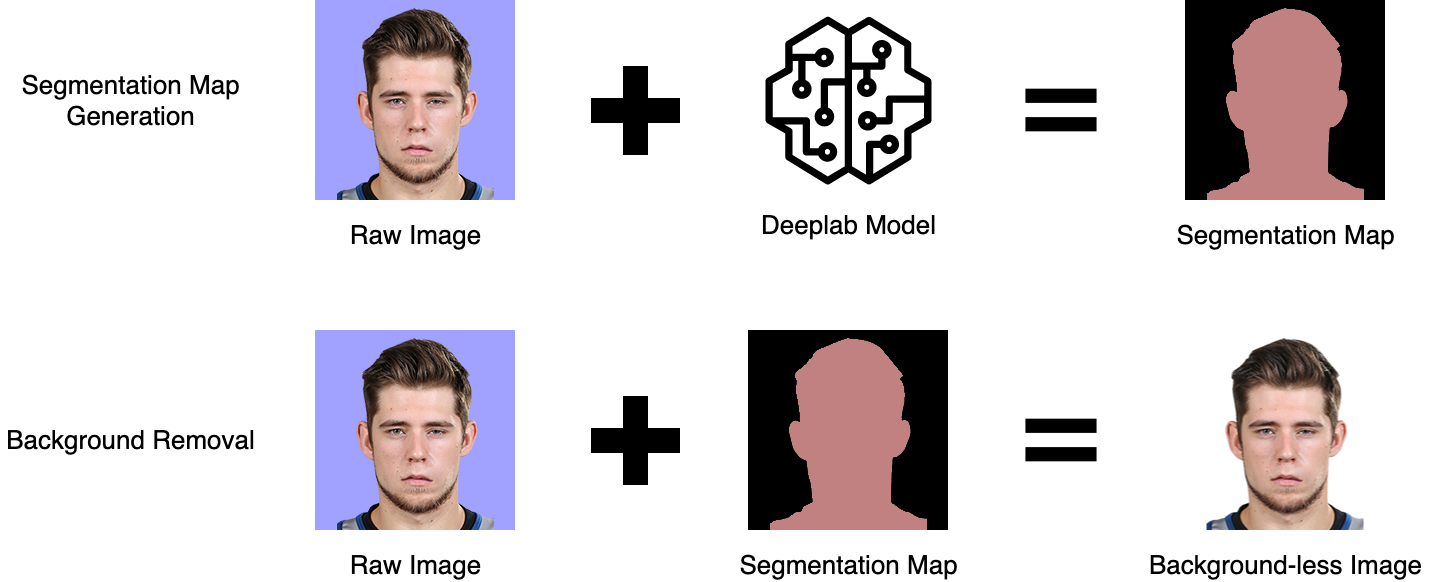 Segmentation Map
Generation
Raw Image
Deeplab Model
Segmentation Map
Background Removal
Raw Image
Segmentation Map
Background-less Image